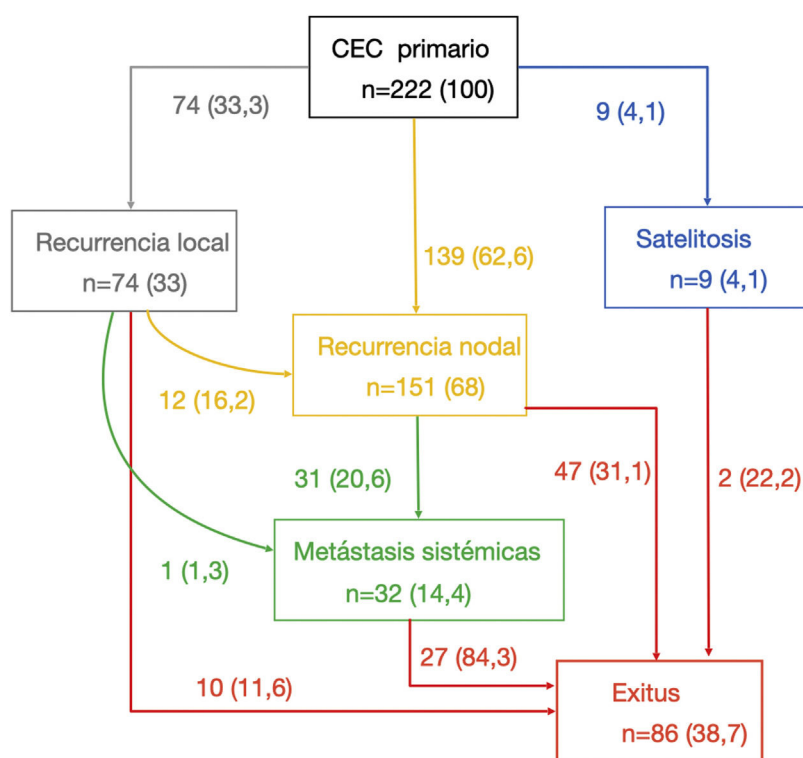 CEC primario
n=222 (100)
74 (33,3)
9 (4,1)
Recurrencia local
n=74 (33)
139 (62,6)
Satelitosis
n=9 (4,1)
Recurrencia nodal
n=151 (68)
12 (16,2)
31 (20,6)
47 (31,1)
2 (22,2)
Metástasis sistémicas
n=32 (14,4)
1 (1,3)
27 (84,3)
10 (11,6)
Exitus
n=86 (38,7)